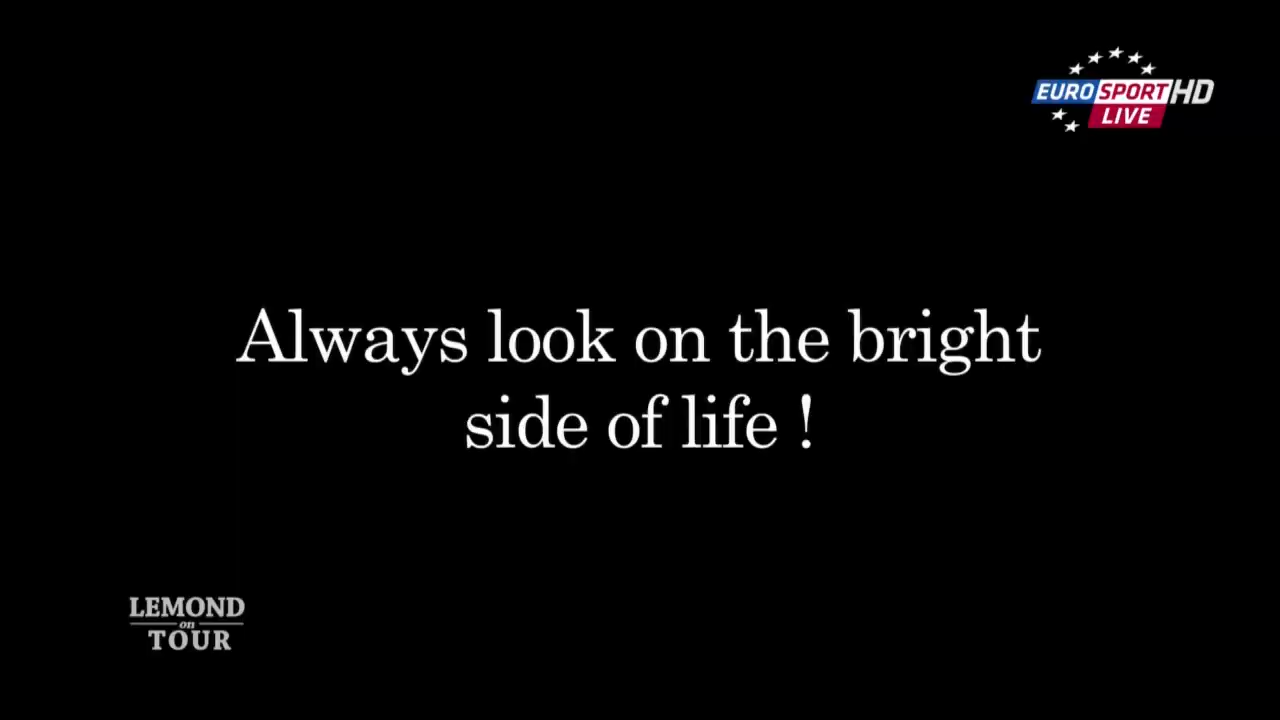 EUROSPORT HD
LIVE
Always look on the bright
side of life !
LEMOND
on
TOUR